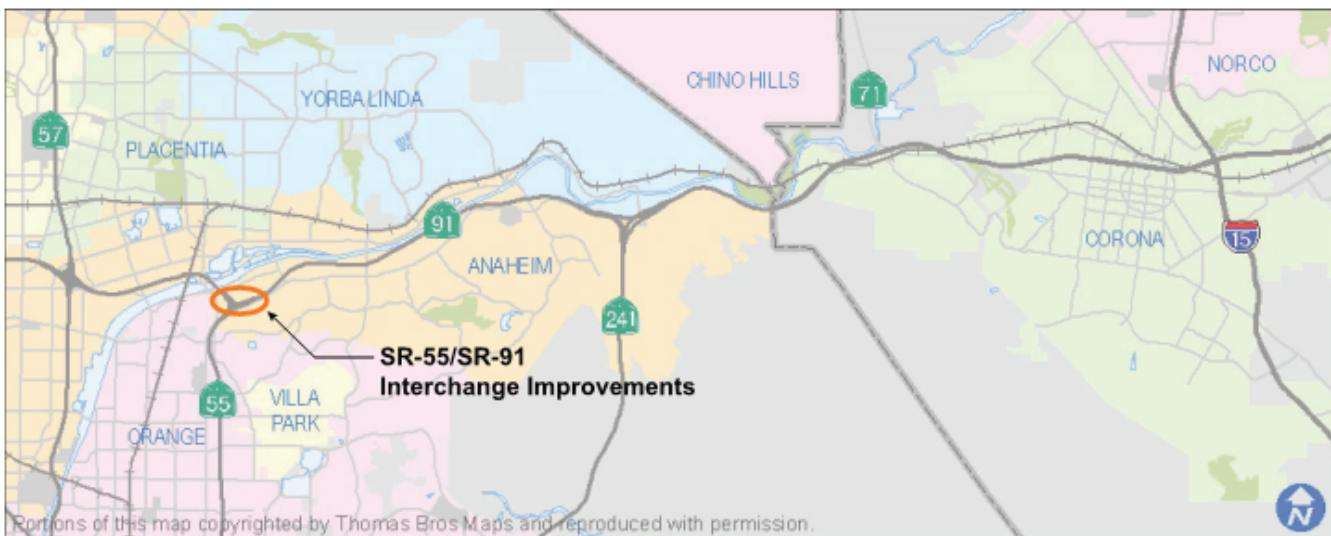 CHINO HILLS
NORCO
71
YORBA LINDA
57
PLACENTIA
91
15
CORONA
ANAHEIM
241
SR-55/SR-91
Interchange Improvements
55
VILLA
PARK
ORANGE
Portions of this map copyrighted by Thomas Bros Maps and reproduced with permission.
N